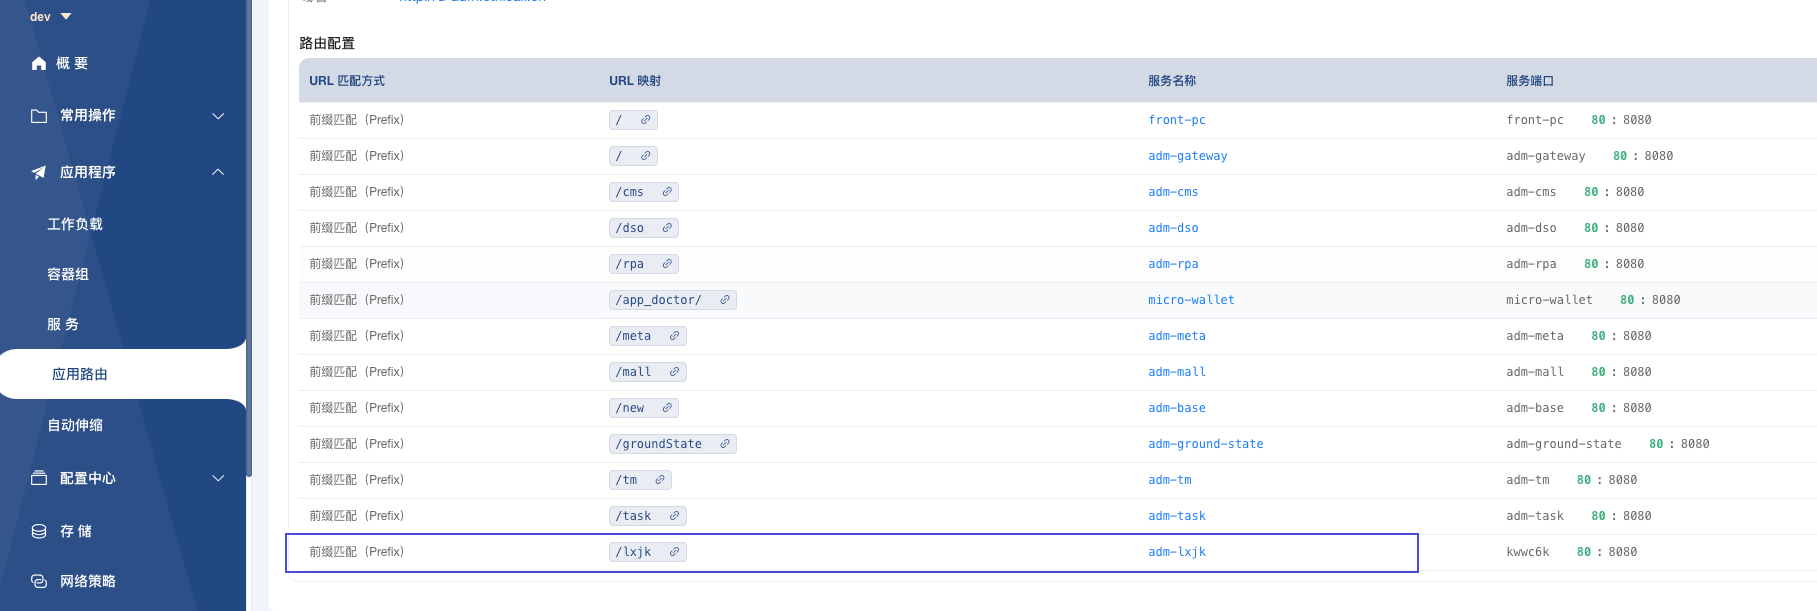 dev
概 要
常用操作
应用程序
工作负载
容器组
服 务
应用路由
自动伸缩
配置中心
存 储
网络策略
路由配置
URL 匹配方式 URL 映射 服务名称 服务端口
前缀匹配（Prefix） / front-pc front-pc 80 : 8080
前缀匹配（Prefix） / adm-gateway adm-gateway 80 : 8080
前缀匹配（Prefix） /cms adm-cms adm-cms 80 : 8080
前缀匹配（Prefix） /dso adm-dso adm-dso 80 : 8080
前缀匹配（Prefix） /rpa adm-rpa adm-rpa 80 : 8080
前缀匹配（Prefix） /app_doctor/ micro-wallet micro-wallet 80 : 8080
前缀匹配（Prefix） /meta adm-meta adm-meta 80 : 8080
前缀匹配（Prefix） /mall adm-mall adm-mall 80 : 8080
前缀匹配（Prefix） /new adm-base adm-base 80 : 8080
前缀匹配（Prefix） /groundState adm-ground-state adm-ground-state 80 : 8080
前缀匹配（Prefix） /tm adm-tm adm-tm 80 : 8080
前缀匹配（Prefix） /task adm-task adm-task 80 : 8080
前缀匹配（Prefix） /lxjk adm-lxjk kwwc6k 80 : 8080